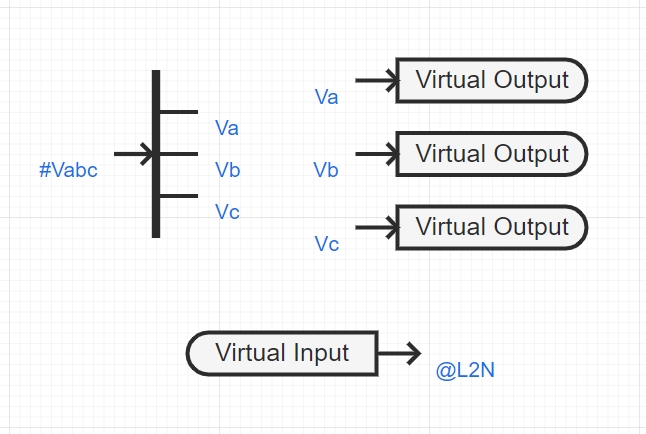 #Vabc
Va
Vb
Vc
Va
Virtual Output
Vb
Virtual Output
Vc
Virtual Output
Virtual Input
@L2N